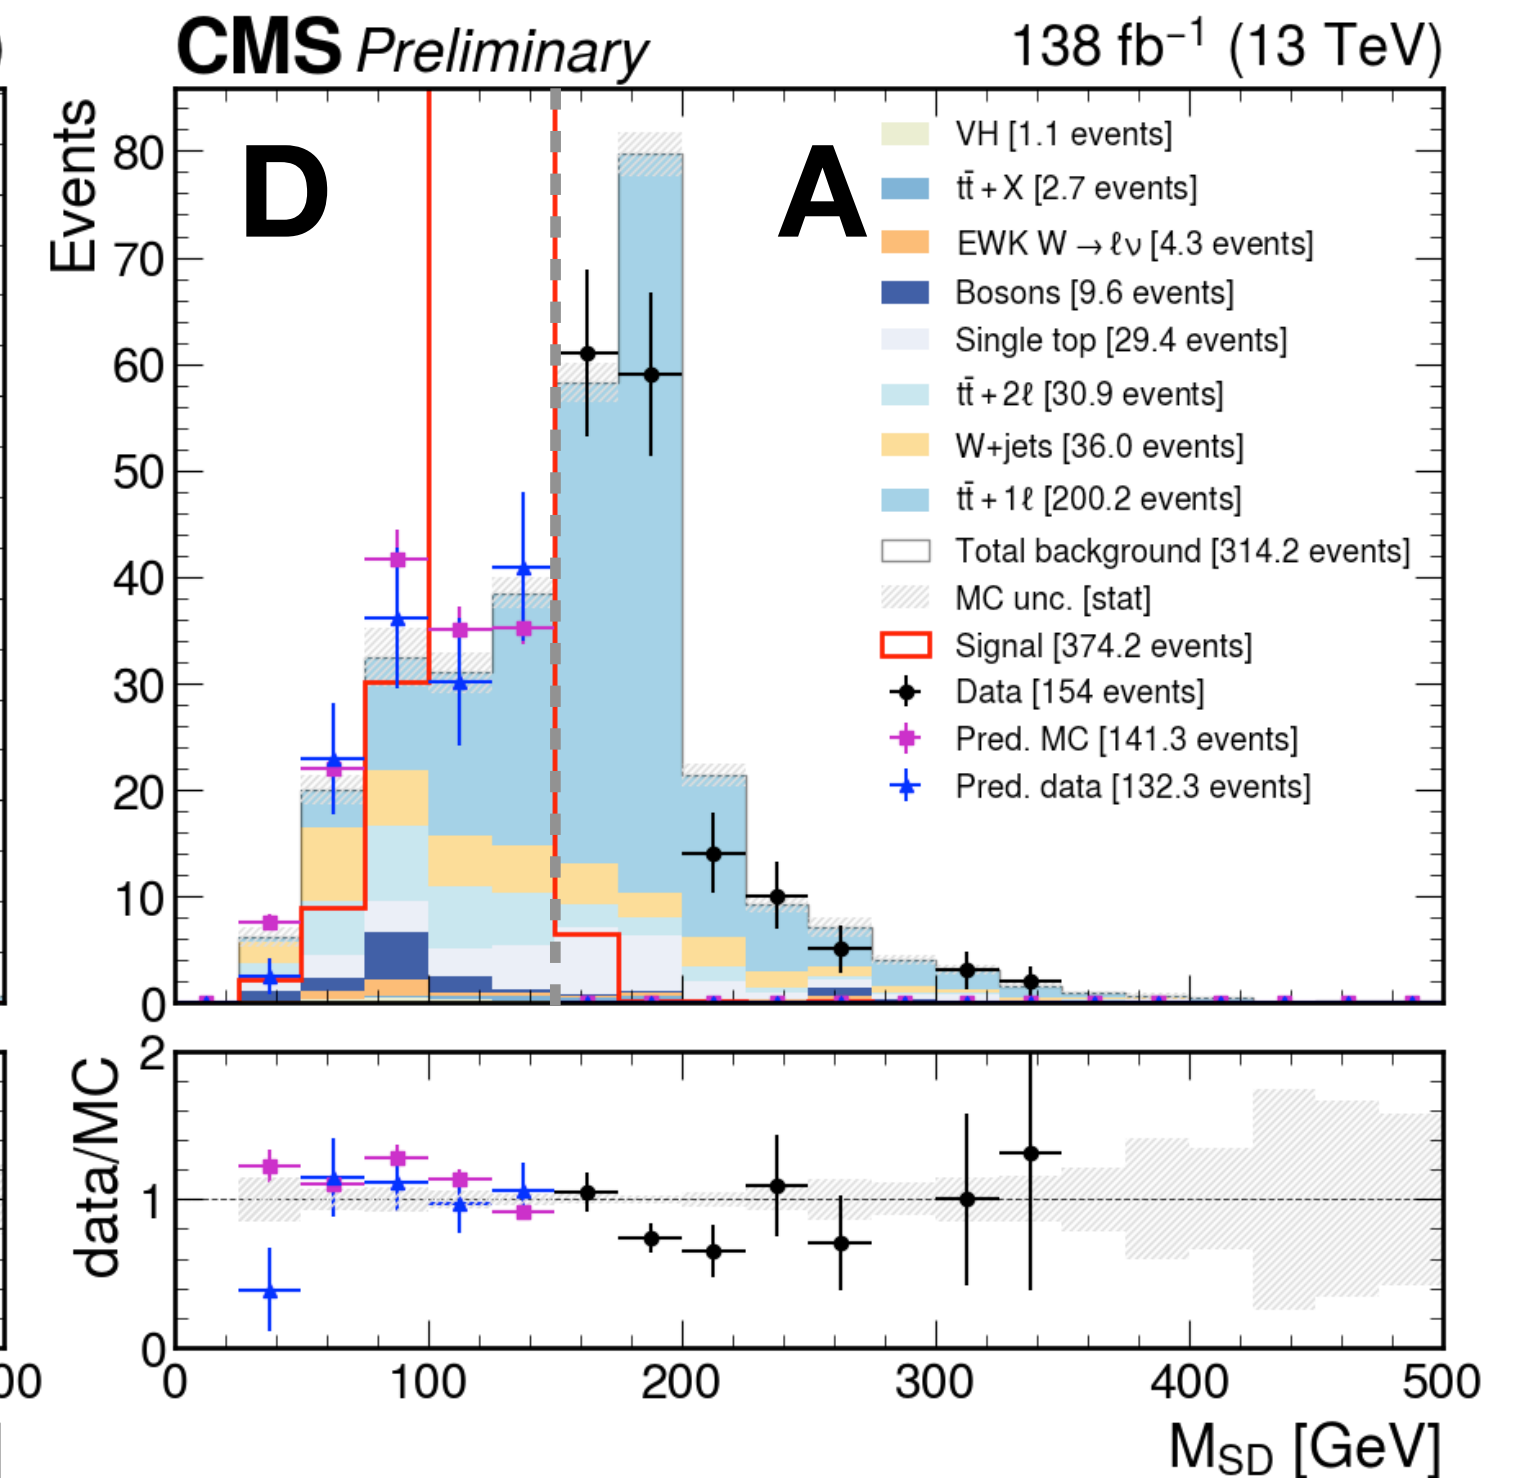 CMS Preliminary 138 fb⁻¹ (13 TeV)
Events
80
70
60
50
40
30
20
10
0
D
A
VH [1.1 events]
tt̄ + X [2.7 events]
EWK W → ℓν [4.3 events]
Bosons [9.6 events]
Single top [29.4 events]
tt̄ + 2ℓ [30.9 events]
W+jets [36.0 events]
tt̄ + 1ℓ [200.2 events]
Total background [314.2 events]
MC unc. [stat]
Signal [374.2 events]
Data [154 events]
Pred. MC [141.3 events]
Pred. data [132.3 events]
data/MC
2
1
0
0 100 200 300 400 500
M_SD [GeV]